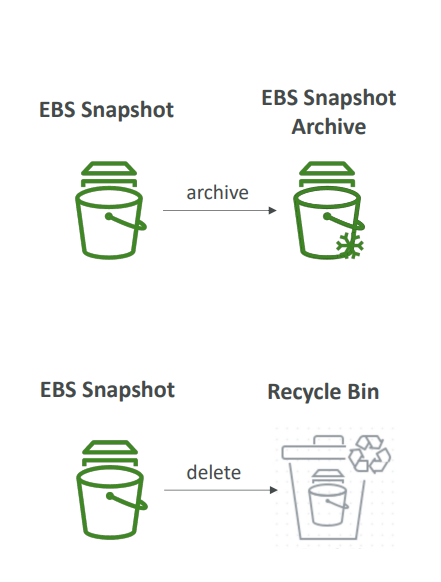 EBS Snapshot
EBS Snapshot
Archive
archive
EBS Snapshot
Recycle Bin
delete